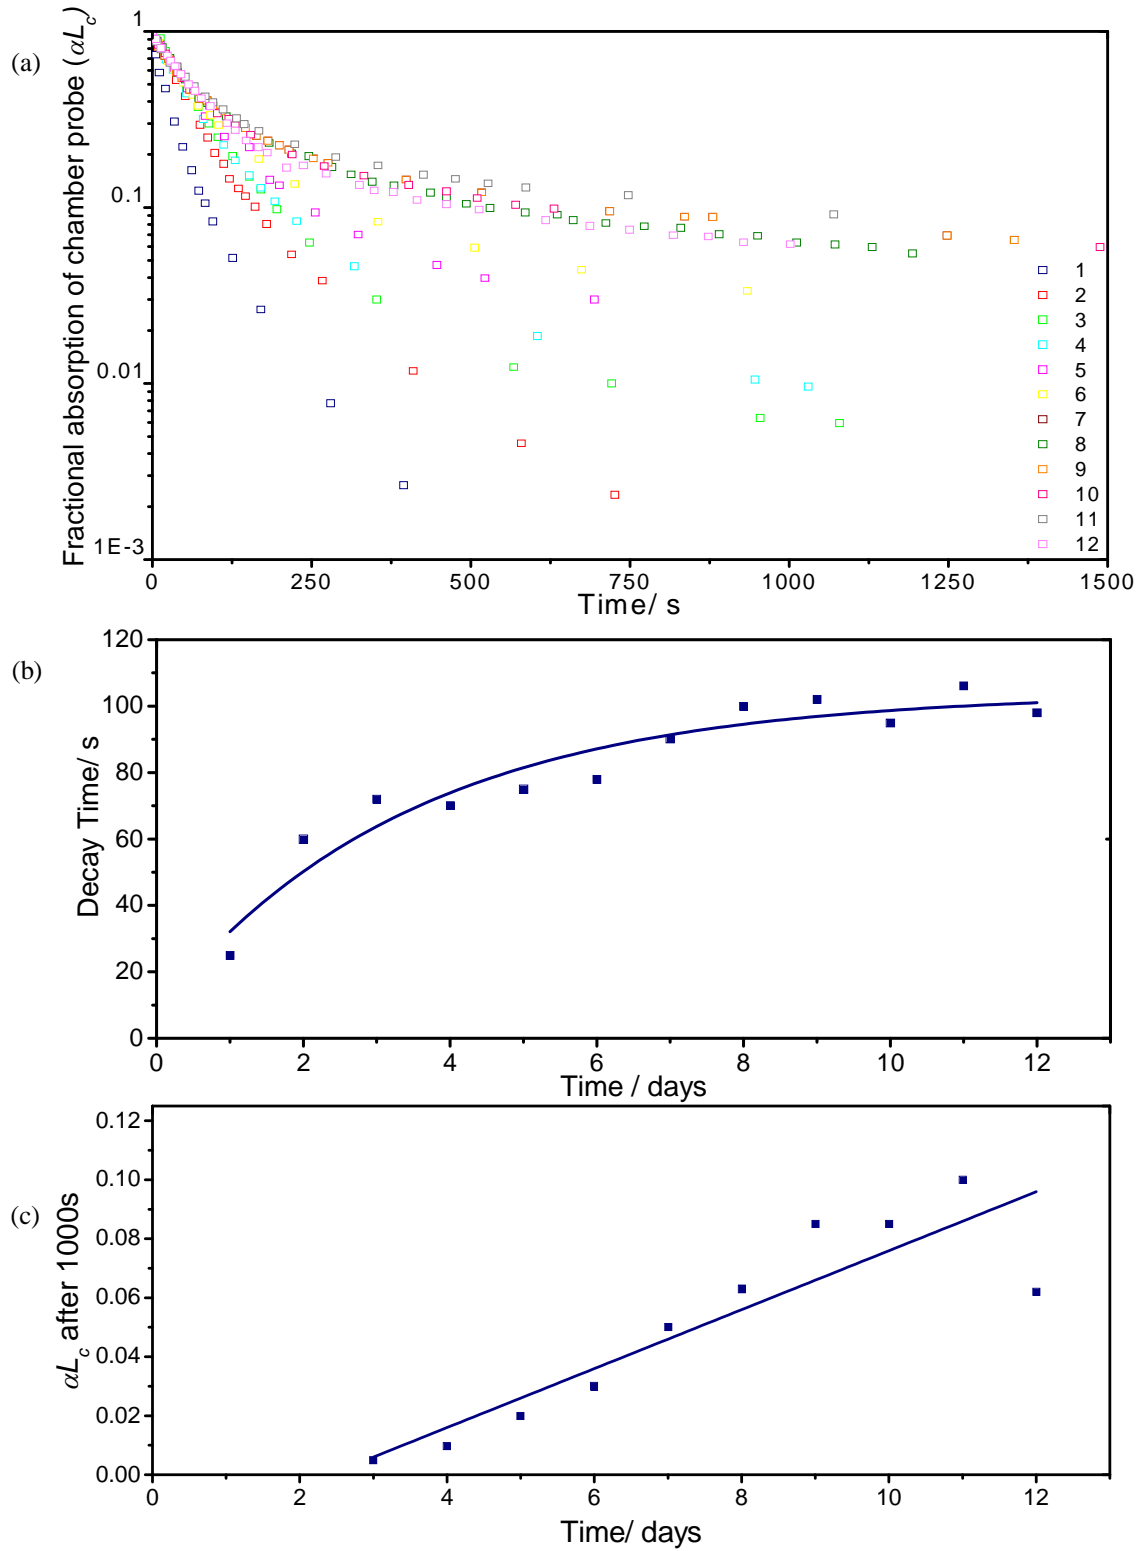 (a)
Fractional absorption of chamber probe (αL_c)
1
0.1
0.01
1E-3
0 250 500 750 1000 1250 1500
Time/ s
1
2
3
4
5
6
7
8
9
10
11
12
(b)
Decay Time/ s
120
100
80
60
40
20
0
0 2 4 6 8 10 12
Time / days
(c)
αL_c after 1000s
0.12
0.10
0.08
0.06
0.04
0.02
0.00
0 2 4 6 8 10 12
Time/ days